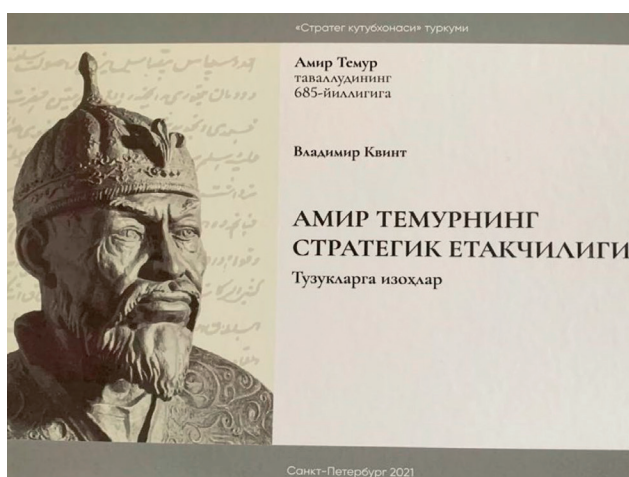 «Стратег кутубхонаси» туркуми
Амир Темур
таваллудининг
685-йиллигига
Владимир Квинт
АМИР ТЕМУРНИНГ
СТРАТЕГИК ЕТАКЧИЛИГИ
Тузукларга изоҳлар
Санкт-Петербург 2021